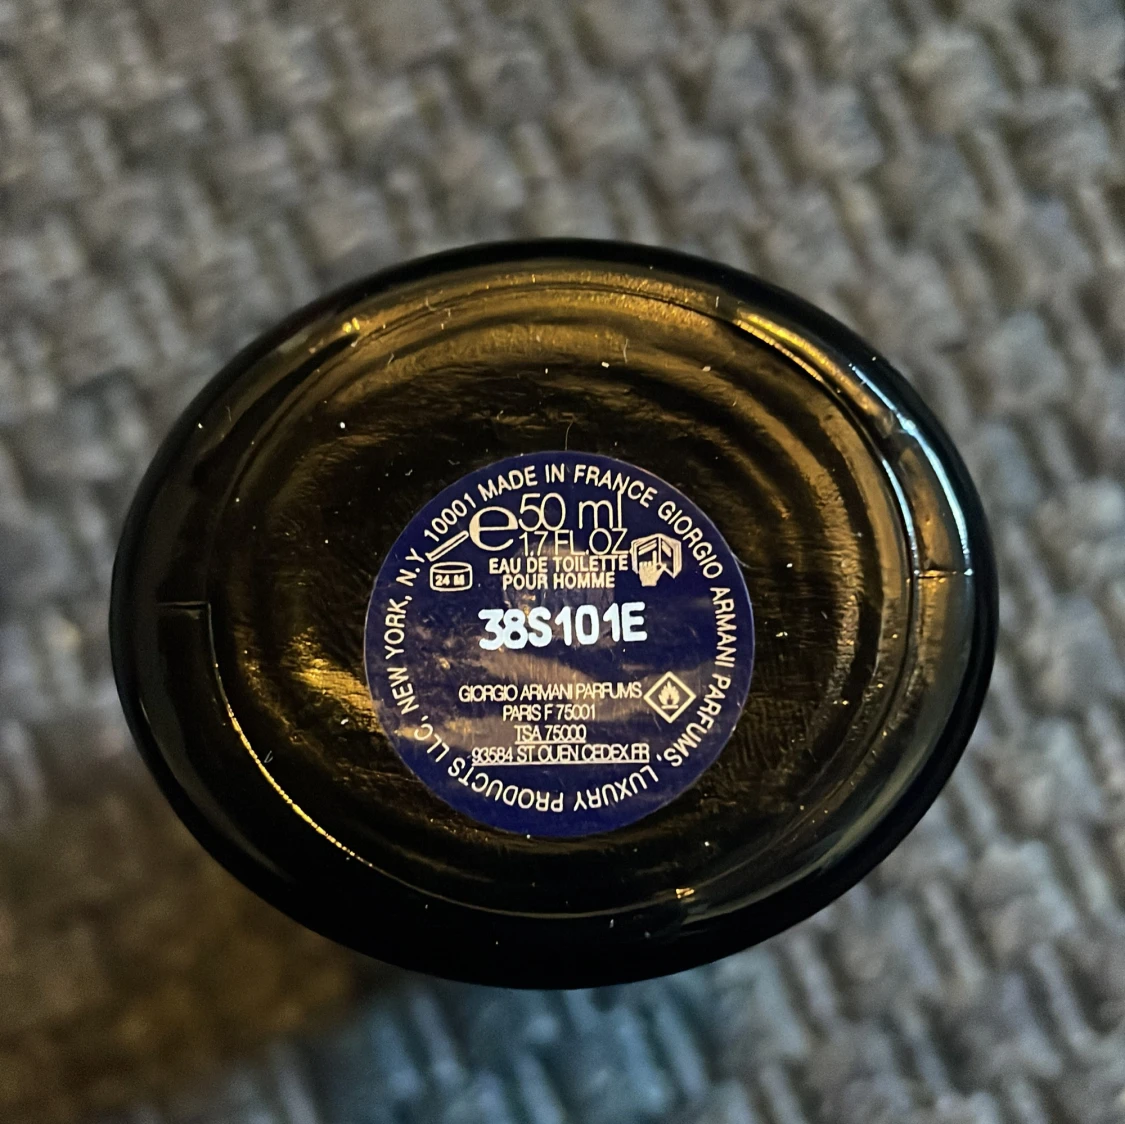 MADE IN FRANCE GIORGIO ARMANI PARFUMS, LUXURY PRODUCTS LLC, NEW YORK, N.Y. 10001
e 50 ml
1.7 FL.OZ
EAU DE TOILETTE
POUR HOMME
24 M
38S101E
GIORGIO ARMANI PARFUMS
PARIS F 75001
TSA 75000
93584 ST OUEN CEDEX.FR